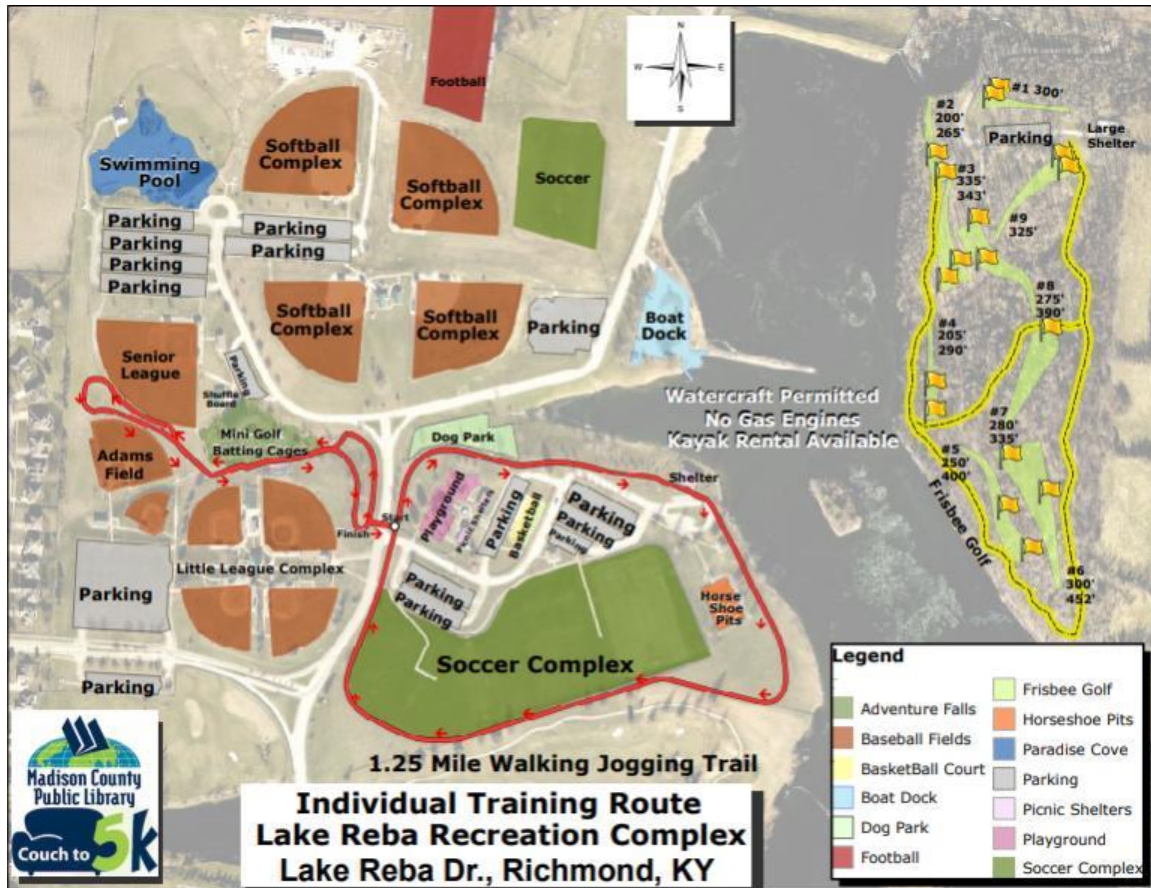 N
W
E
S
Football
Swimming
Pool
Softball
Complex
Softball
Complex
Soccer
Parking
Parking
Parking
Parking
Parking
Parking
Softball
Complex
Softball
Complex
Parking
Boat
Dock
Senior
League
Parking
Shuffle
Board
Mini Golf
Batting Cages
Adams
Field
Dog Park
Watercraft Permitted
No Gas Engines
Kayak Rental Available
Start
Finish
Playground
Picnic Shelters
Parking
Basketball
Parking
Parking
Parking
Shelter
Little League Complex
Parking
Parking
Parking
Parking
Horse
Shoe
Pits
Soccer Complex
1.25 Mile Walking Jogging Trail
#1 300'
#2
200'
265'
Parking
Large
Shelter
#3
335'
343'
#9
325'
#8
275'
390'
#4
205'
290'
#7
280'
335'
#5
250'
400'
Frisbee Golf
#6
300'
452'
Legend
Adventure Falls
Baseball Fields
BasketBall Court
Boat Dock
Dog Park
Football
Frisbee Golf
Horseshoe Pits
Paradise Cove
Parking
Picnic Shelters
Playground
Soccer Complex
Madison County
Public Library
Couch to 5k
Individual Training Route
Lake Reba Recreation Complex
Lake Reba Dr., Richmond, KY